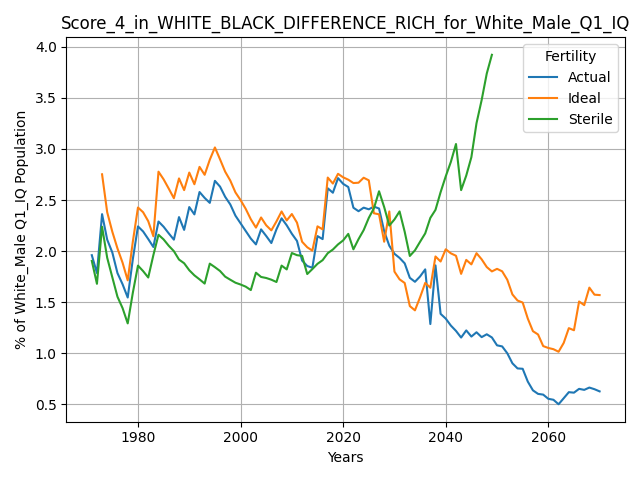 Score_4_in_WHITE_BLACK_DIFFERENCE_RICH_for_White_Male_Q1_IQ
% of White_Male Q1_IQ Population
4.0
3.5
3.0
2.5
2.0
1.5
1.0
0.5
Fertility
Actual
Ideal
Sterile
1980 2000 2020 2040 2060
Years